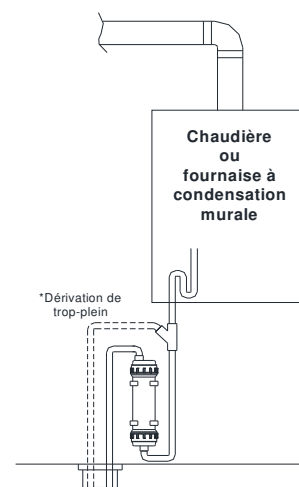 Chaudière
ou
fournaise à
condensation
murale
*Dérivation de
trop-plein